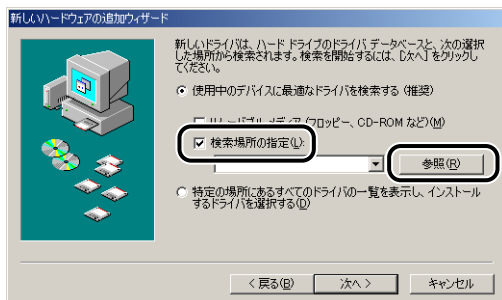 新しいハードウェアの追加ウィザード
新しいドライバは、ハード ドライブのドライバ データベースと、次の選択
した場所から検索されます。検索を開始するには、[次へ] をクリックし
てください。
使用中のデバイスに最適なドライバを検索する (推奨)
リムーバブル メディア (フロッピー、CD-ROM など)(M)
検索場所の指定(L):
参照(R)
特定の場所にあるすべてのドライバの一覧を表示し、インストール
するドライバを選択する(D)
< 戻る(B)
次へ >
キャンセル